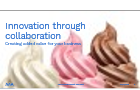 Innovation through
collaboration
Creating added value for your business